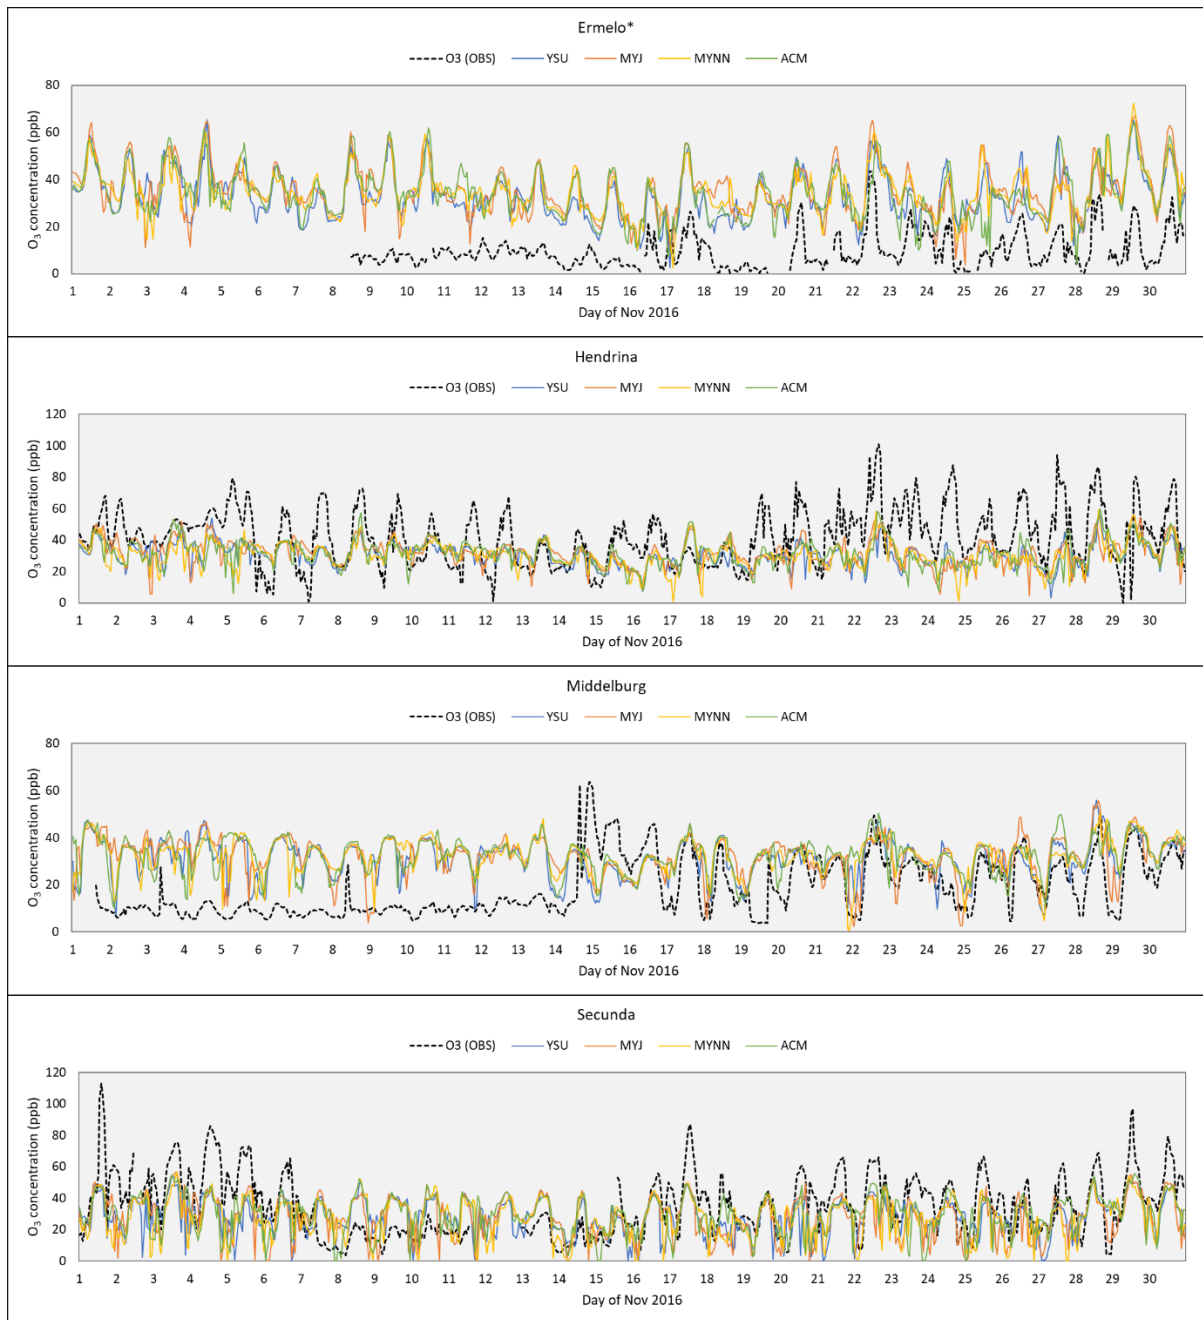 Ermelo*
O3 (OBS) YSU MYJ MYNN ACM
O₃ concentration (ppb)
80
60
40
20
0
1 2 3 4 5 6 7 8 9 10 11 12 13 14 15 16 17 18 19 20 21 22 23 24 25 26 27 28 29 30
Day of Nov 2016
Hendrina
O3 (OBS) YSU MYJ MYNN ACM
O₃ concentration (ppb)
120
100
80
60
40
20
0
1 2 3 4 5 6 7 8 9 10 11 12 13 14 15 16 17 18 19 20 21 22 23 24 25 26 27 28 29 30
Day of Nov 2016
Middelburg
O3 (OBS) YSU MYJ MYNN ACM
O₃ concentration (ppb)
80
60
40
20
0
1 2 3 4 5 6 7 8 9 10 11 12 13 14 15 16 17 18 19 20 21 22 23 24 25 26 27 28 29 30
Day of Nov 2016
Secunda
O3 (OBS) YSU MYJ MYNN ACM
O₃ concentration (ppb)
120
100
80
60
40
20
0
1 2 3 4 5 6 7 8 9 10 11 12 13 14 15 16 17 18 19 20 21 22 23 24 25 26 27 28 29 30
Day of Nov 2016